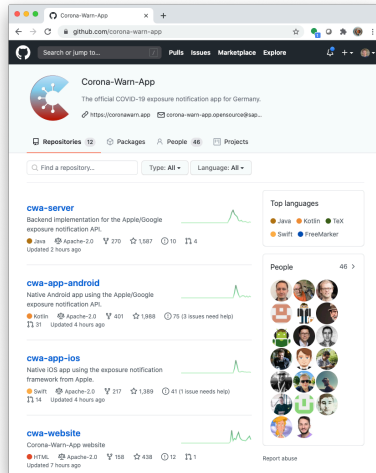 Corona-Warn-App
github.com/corona-warn-app
Search or jump to...
/
Pulls Issues Marketplace Explore
Corona-Warn-App
The official COVID-19 exposure notification app for Germany.
https://coronawarn.app corona-warn-app.opensource@sap...
Repositories 12 Packages People 46 Projects
Find a repository... Type: All Language: All
cwa-server
Backend implementation for the Apple/Google
exposure notification API.
Java Apache-2.0 270 1,587 10 4
Updated 2 hours ago
cwa-app-android
Native Android app using the Apple/Google
exposure notification API.
Kotlin Apache-2.0 401 1,988 75 (3 issues need help)
31 Updated 4 hours ago
cwa-app-ios
Native iOS app using the exposure notification
framework from Apple.
Swift Apache-2.0 217 1,389 41 (1 issue needs help)
14 Updated 4 hours ago
cwa-website
Corona-Warn-App website
HTML Apache-2.0 158 438 12 1
Updated 7 hours ago
Top languages
Java Kotlin TeX
Swift FreeMarker
People 46
Report abuse